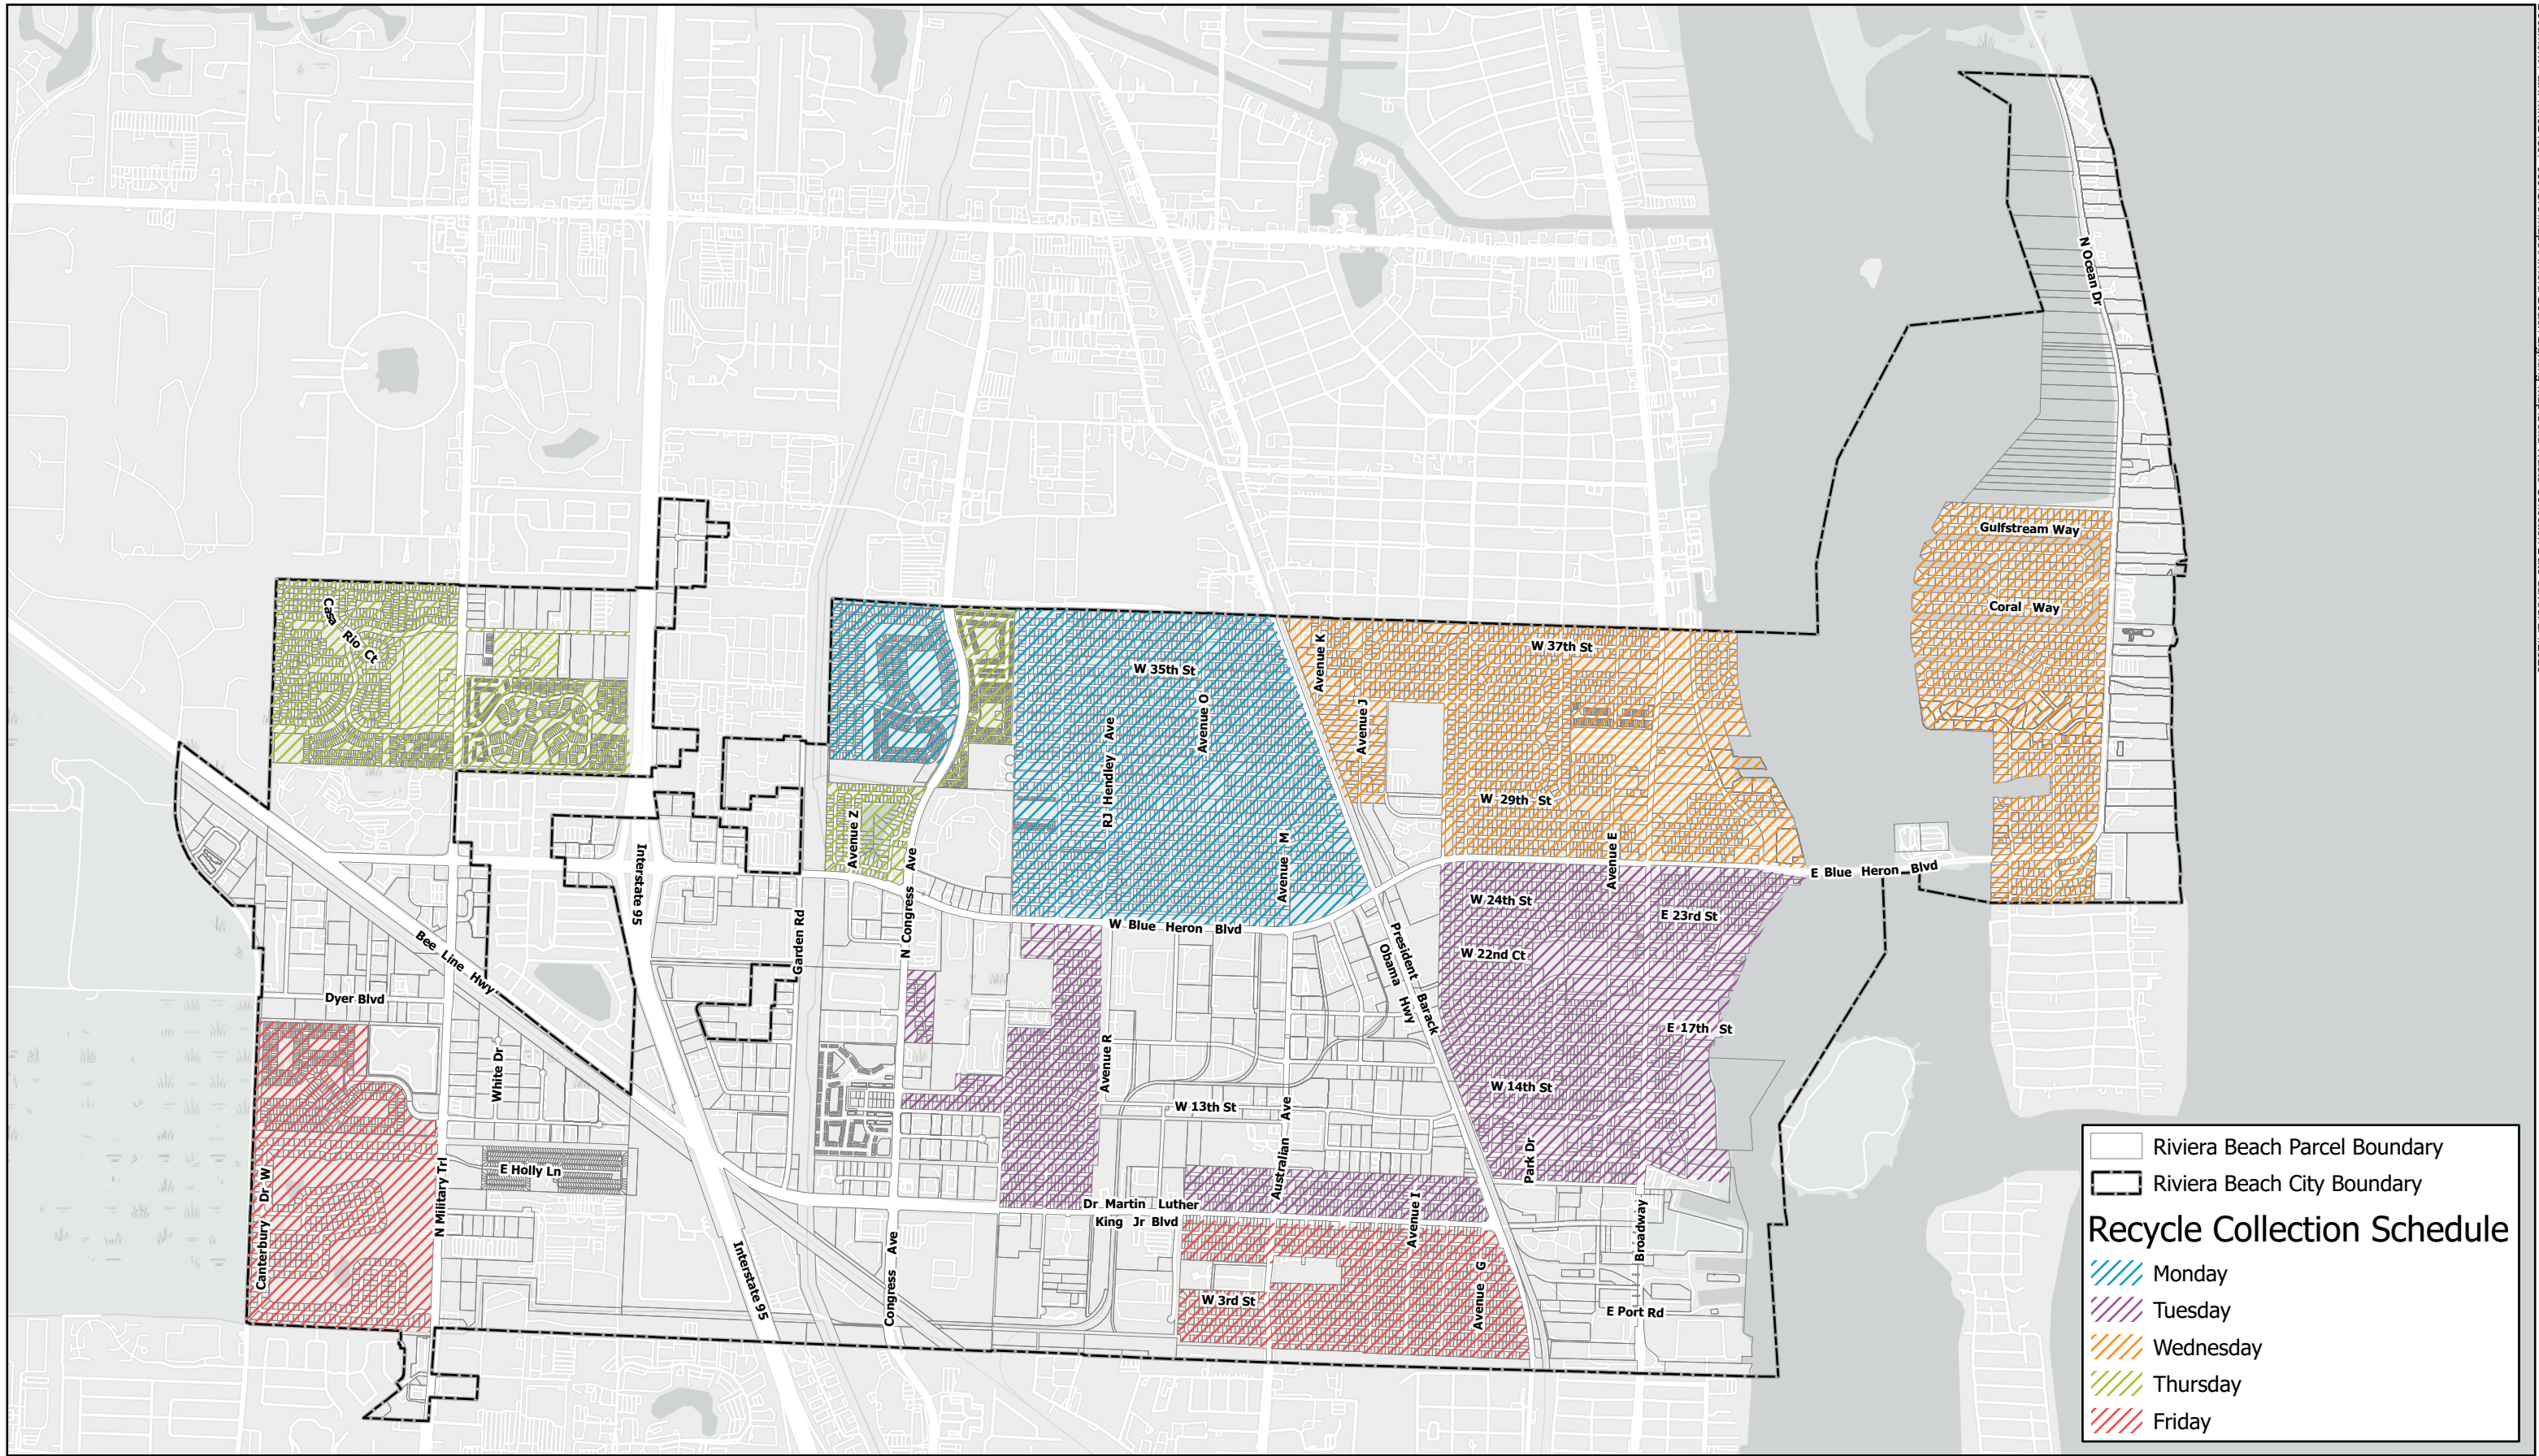 N Ocean Dr
Gulfstream Way
Coral Way
Casa Rio Ct
W 37th St
Avenue K
W 35th St
Avenue O
Avenue J
RJ Hendley Ave
W 29th St
Avenue Z
Avenue M
Avenue E
N Congress Ave
Interstate 95
E Blue Heron Blvd
W 24th St
E 23rd St
W Blue Heron Blvd
Garden Rd
Bee Line Hwy
President Barack
Obama Hwy
W 22nd Ct
Dyer Blvd
E 17th St
White Dr
Avenue R
W 14th St
W 13th St
Australian Ave
E Holly Ln
Park Dr
N Military Trl
Canterbury Dr W
Dr Martin Luther
King Jr Blvd
Avenue I
Broadway
Congress Ave
Interstate 95
Avenue G
W 3rd St
E Port Rd
Riviera Beach Parcel Boundary
Riviera Beach City Boundary
Recycle Collection Schedule
Monday
Tuesday
Wednesday
Thursday
Friday